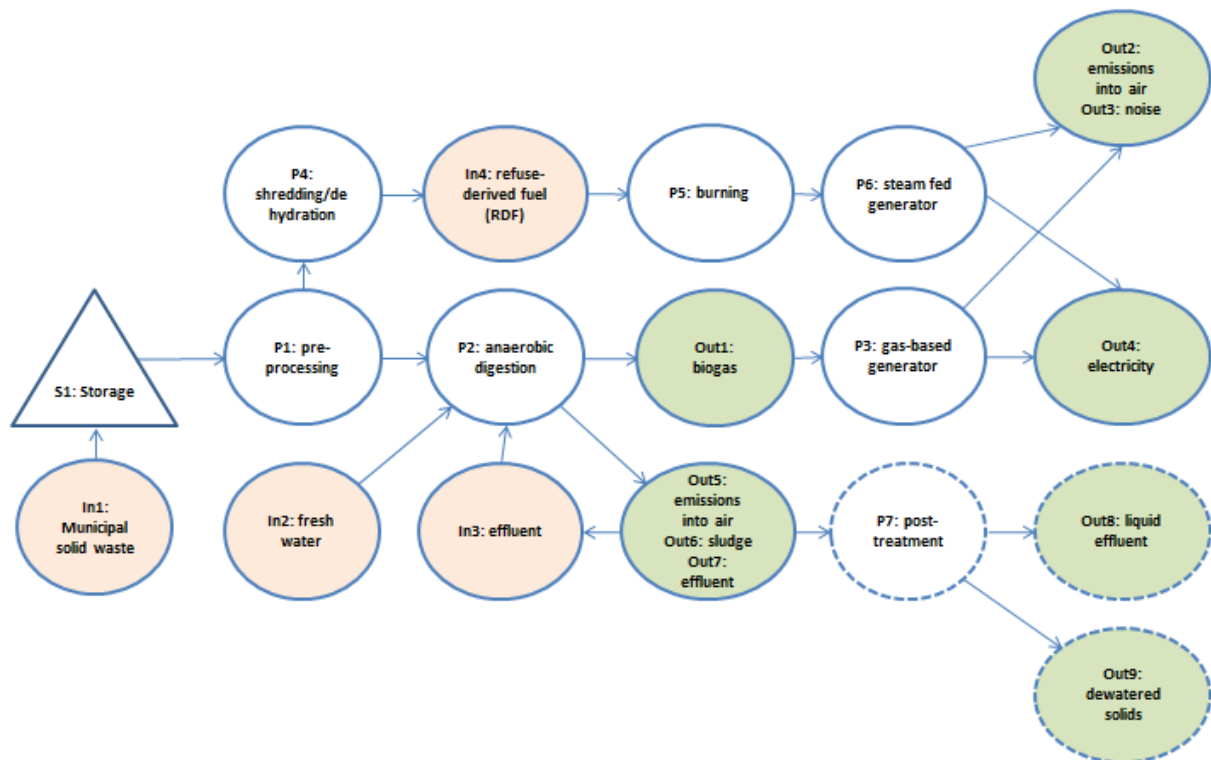 Out2:
emissions
into air
Out3: noise
P4:
shredding/de
hydration
In4: refuse-
derived fuel
(RDF)
P5: burning
P6: steam fed
generator
S1: Storage
P1: pre-
processing
P2: anaerobic
digestion
Out1:
biogas
P3: gas-based
generator
Out4:
electricity
In1:
Municipal
solid waste
In2: fresh
water
In3: effluent
Out5:
emissions
into air
Out6: sludge
Out7:
effluent
P7: post-
treatment
Out8: liquid
effluent
Out9:
dewatered
solids